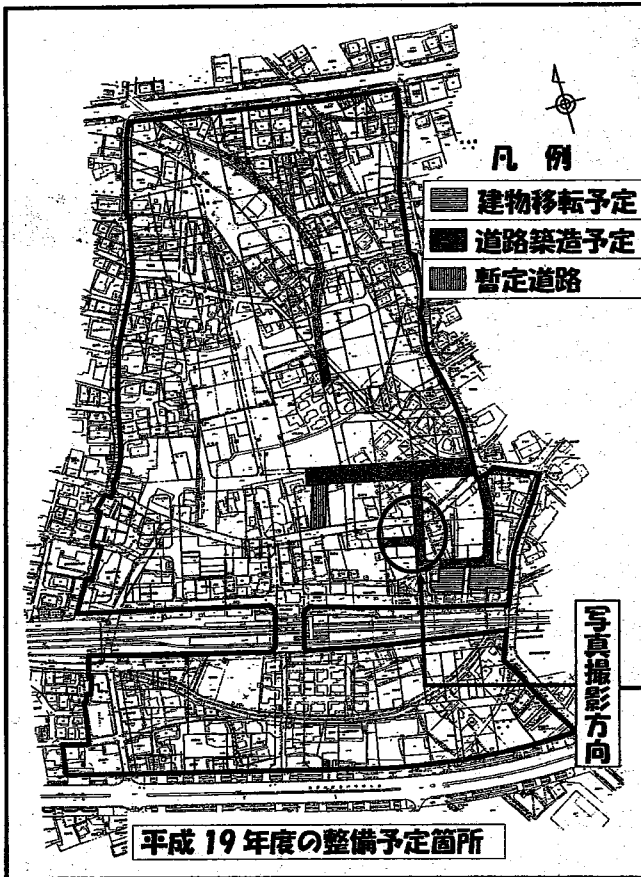 凡 例
建物移転予定
道路築造予定
暫定道路
写真撮影方向
平成19年度の整備予定箇所